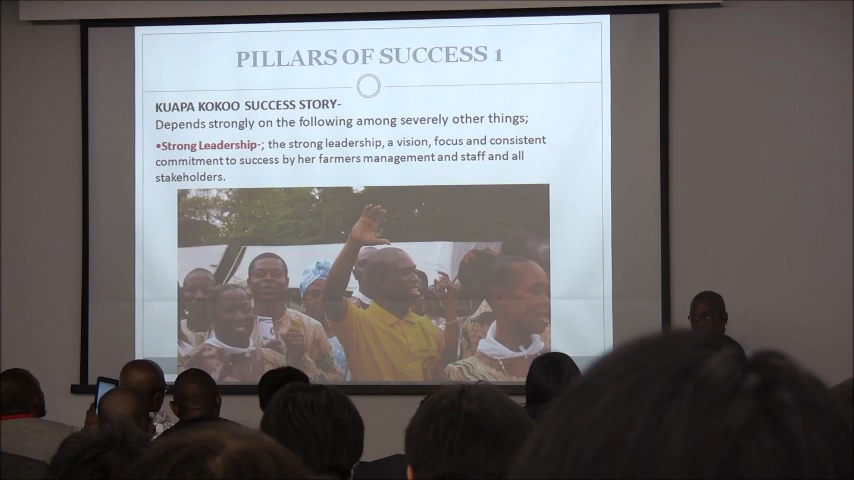 PILLARS OF SUCCESS 1
KUAPA KOKOO SUCCESS STORY-
Depends strongly on the following among severely other things;
•Strong Leadership-; the strong leadership, a vision, focus and consistent
commitment to success by her farmers management and staff and all
stakeholders.